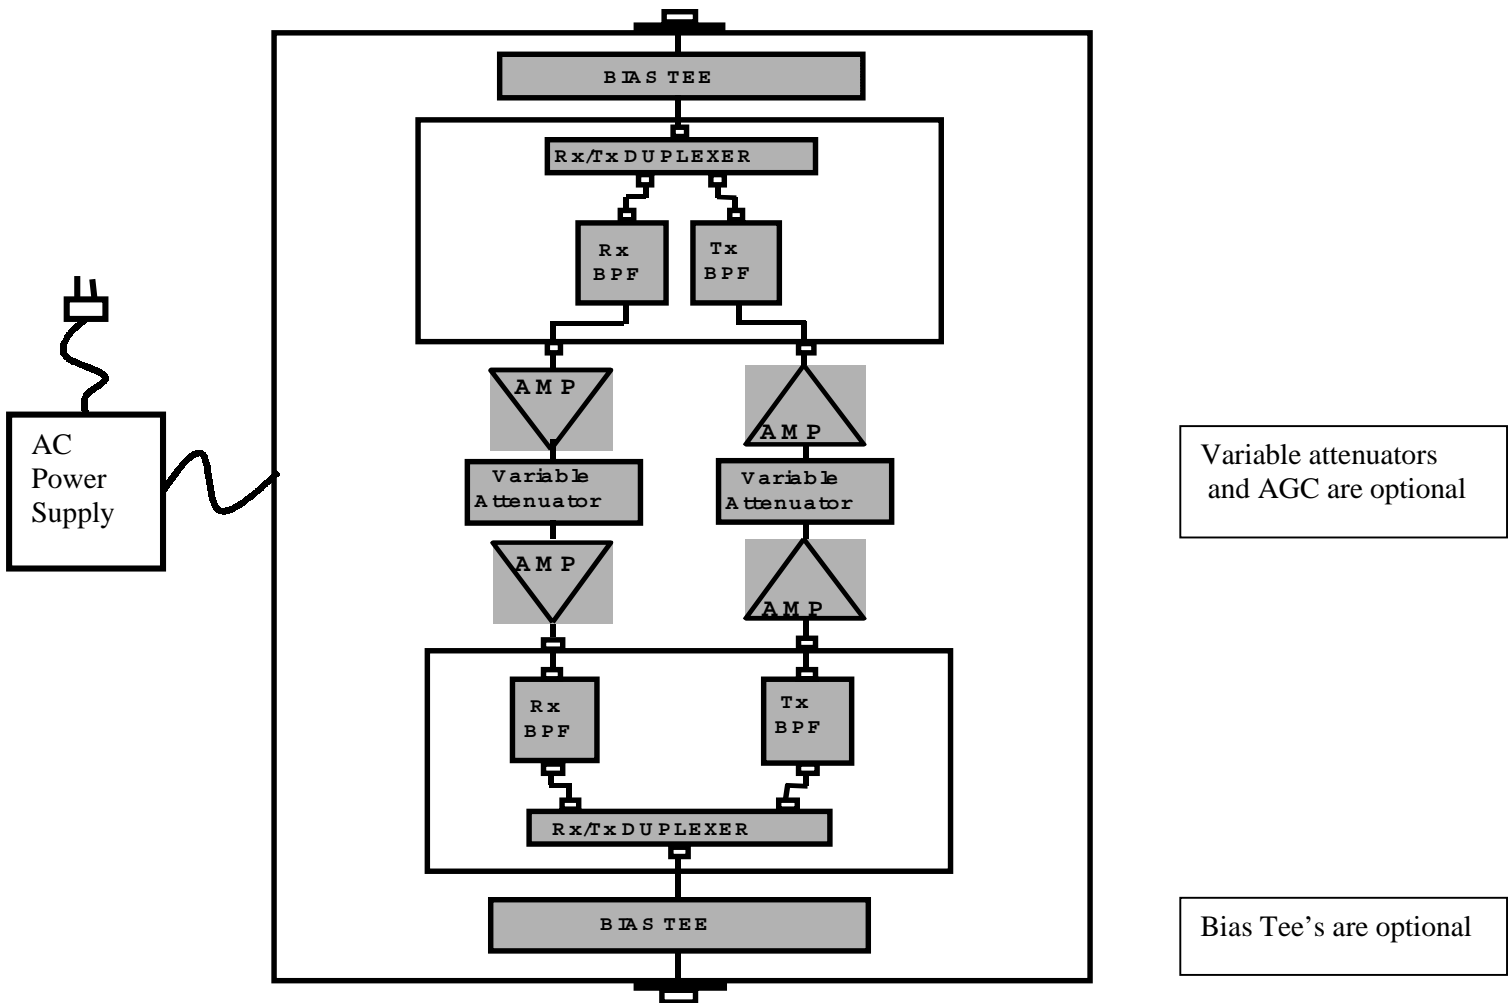 BIAS TEE
Rx/Tx DUPLEXER
Rx
BPF
Tx
BPF
AMP
AMP
AC
Power
Supply
Variable
Attenuator
Variable
Attenuator
Variable attenuators
and AGC are optional
AMP
AMP
Rx
BPF
Tx
BPF
Rx/Tx DUPLEXER
BIAS TEE
Bias Tee’s are optional